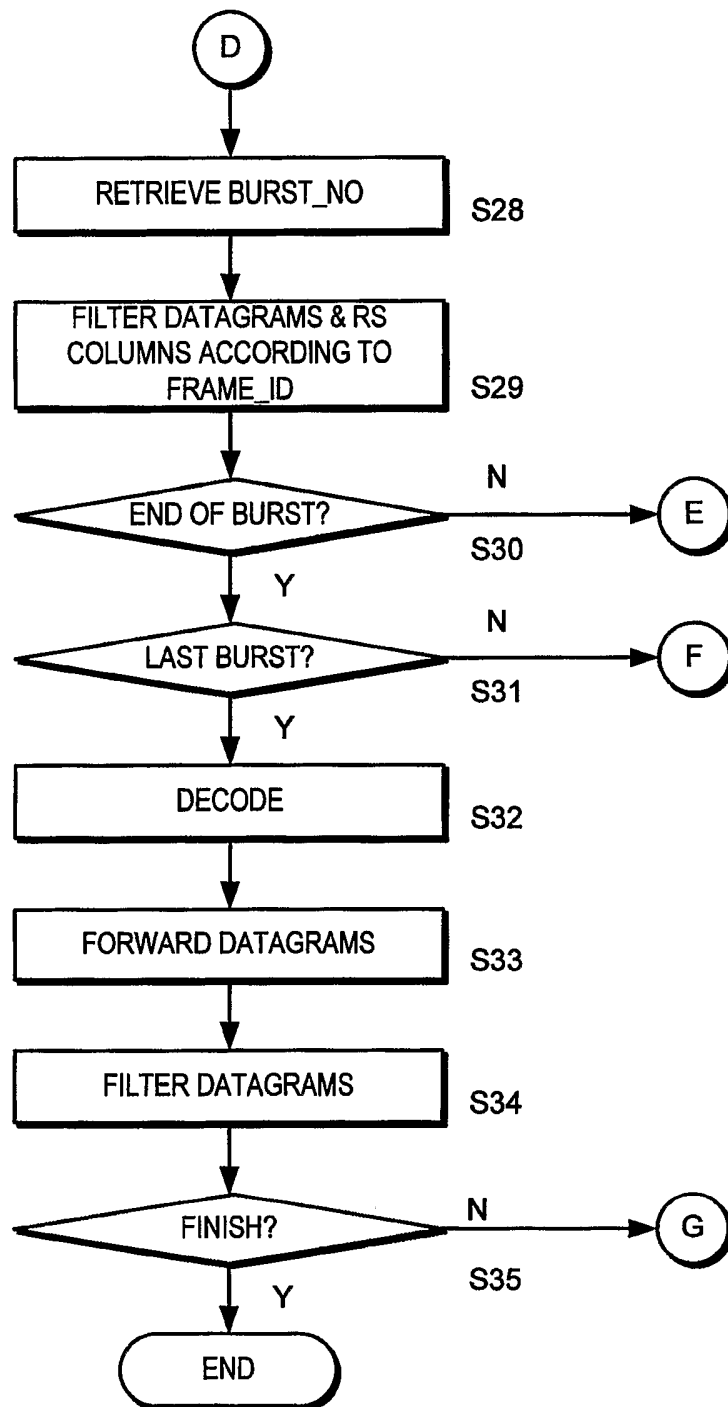 D
RETRIEVE BURST_NO
S28
FILTER DATAGRAMS & RS
COLUMNS ACCORDING TO
FRAME_ID
S29
END OF BURST?
N
E
S30
Y
LAST BURST?
N
F
S31
Y
DECODE
S32
FORWARD DATAGRAMS
S33
FILTER DATAGRAMS
S34
FINISH?
N
G
S35
Y
END